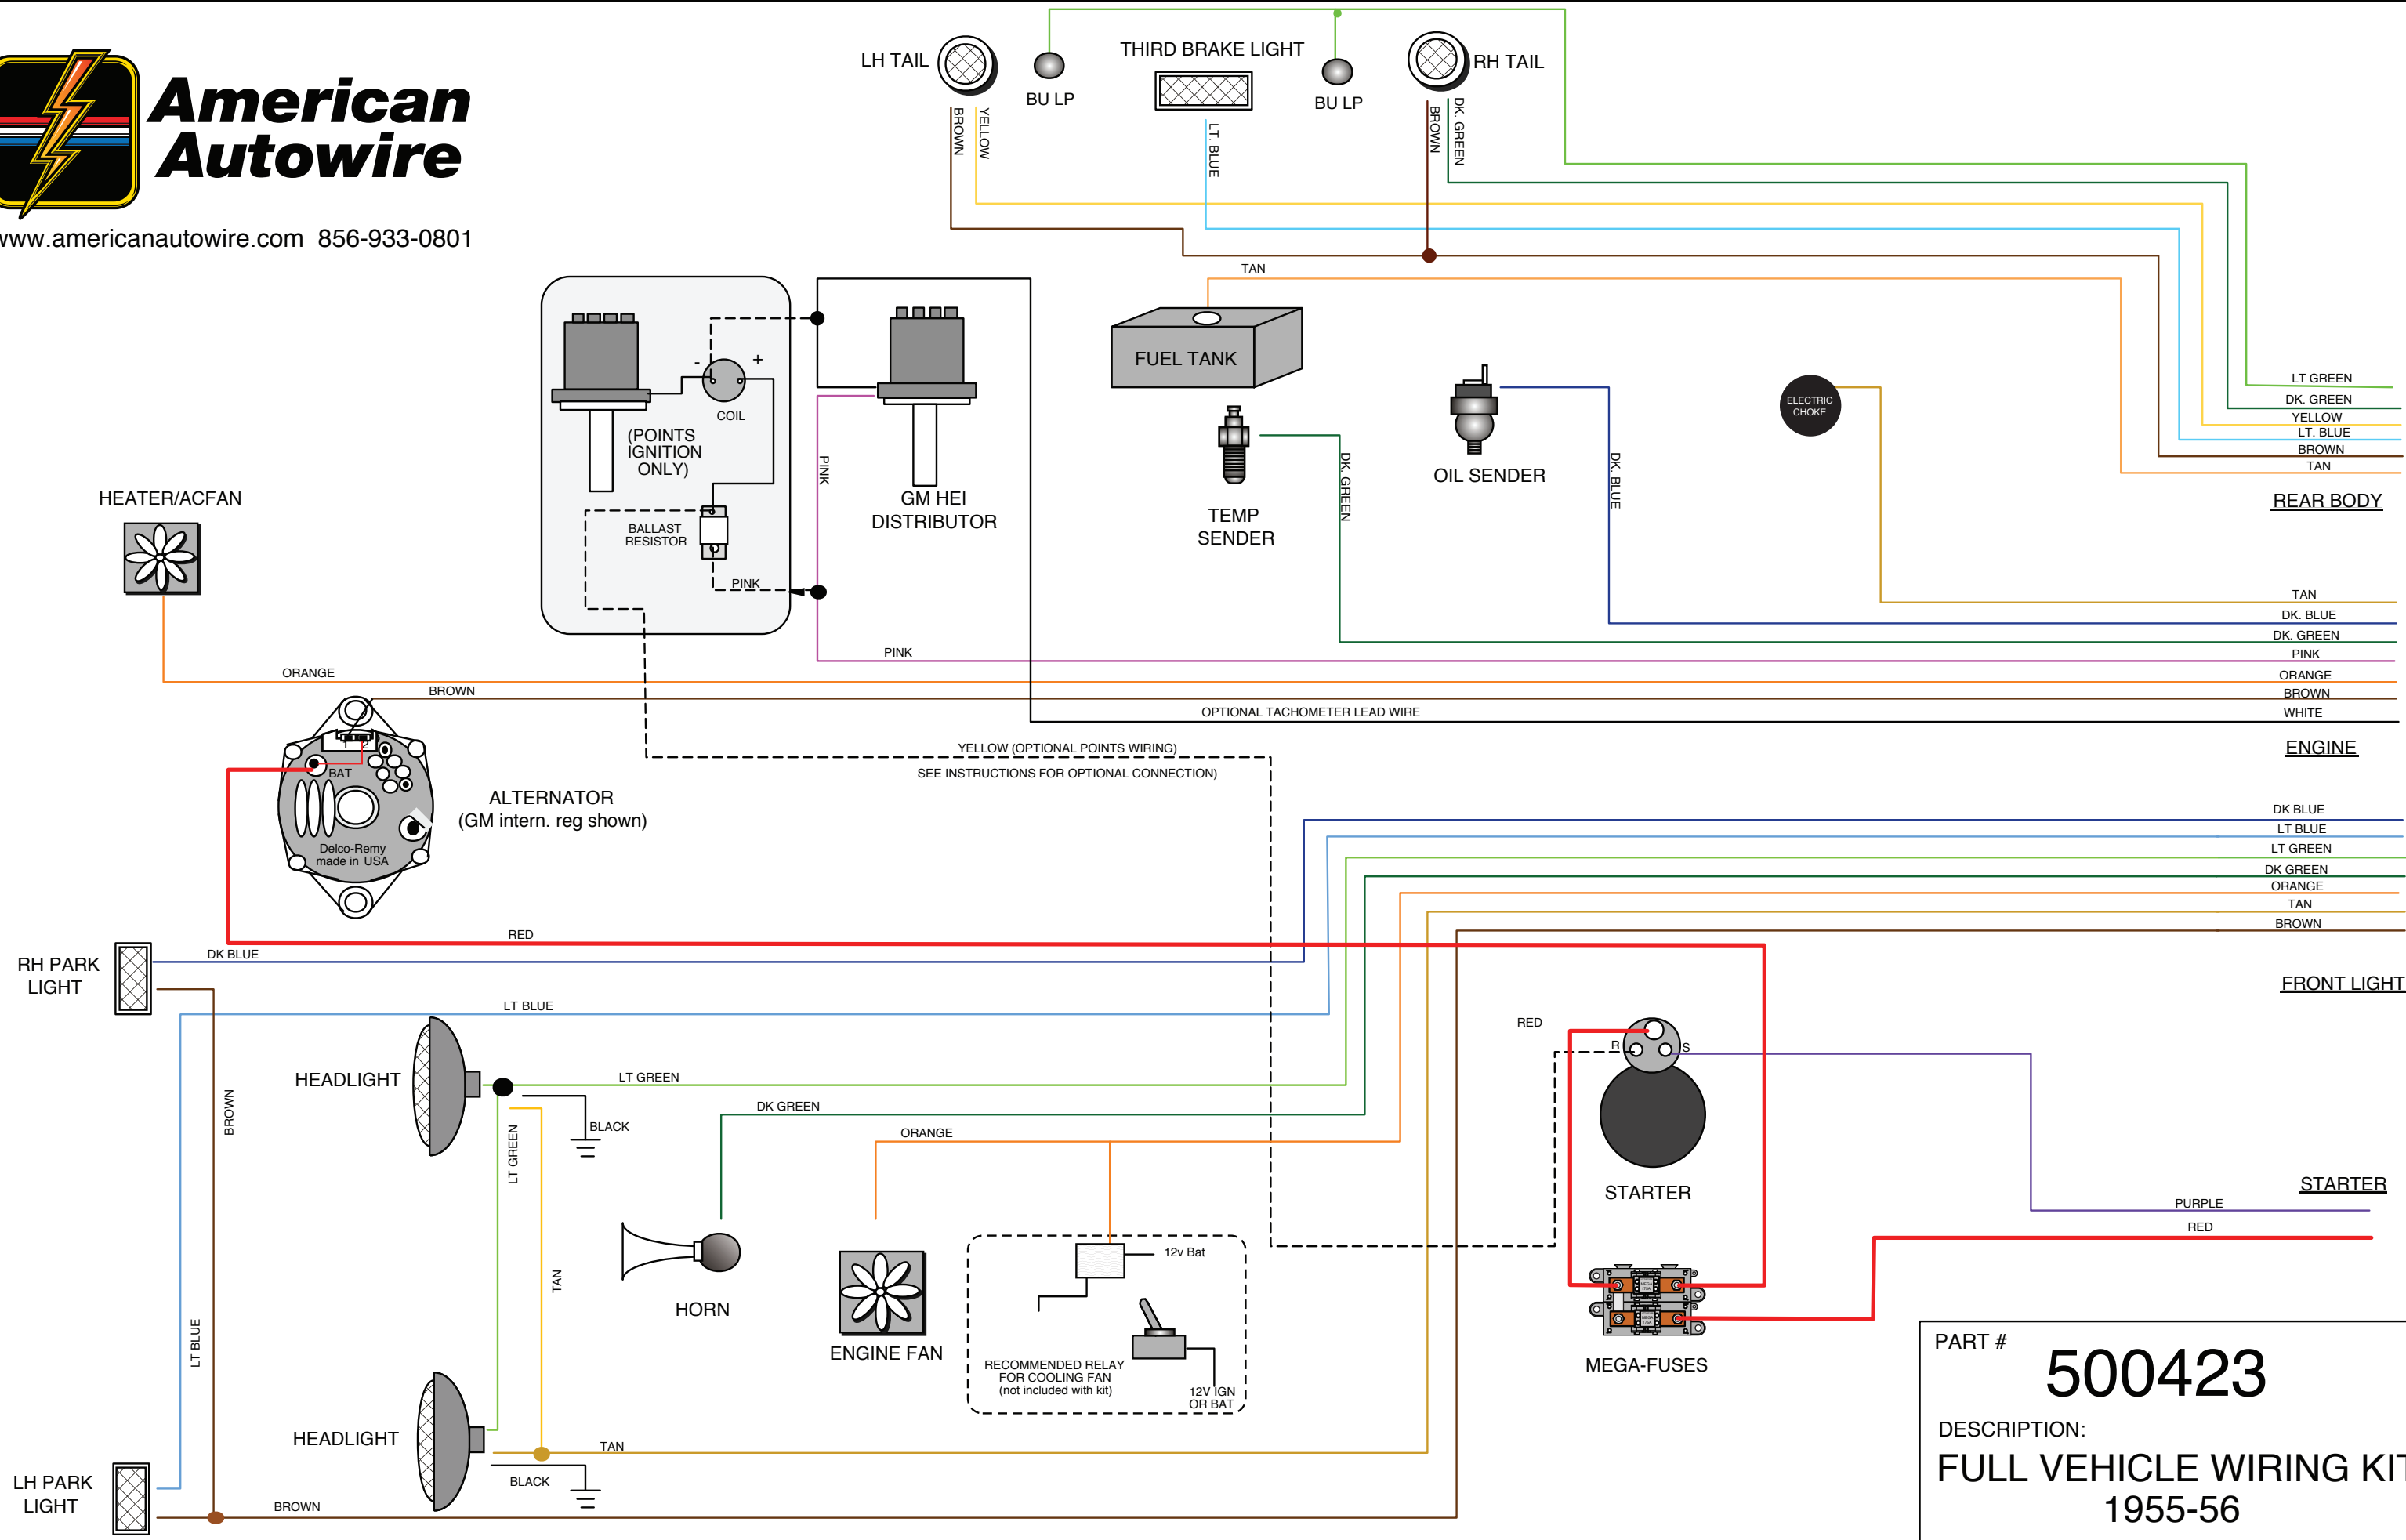 American
Autowire
www.americanautowire.com 856-933-0801
LH TAIL
BU LP
THIRD BRAKE LIGHT
BU LP
RH TAIL
BROWN
YELLOW
LT. BLUE
BROWN
DK. GREEN
TAN
FUEL TANK
ELECTRIC
CHOKE
LT GREEN
DK. GREEN
YELLOW
LT. BLUE
BROWN
TAN
REAR BODY
-
+
COIL
(POINTS
IGNITION
ONLY)
BALLAST
RESISTOR
PINK
PINK
GM HEI
DISTRIBUTOR
TEMP
SENDER
DK. GREEN
OIL SENDER
DK. BLUE
HEATER/ACFAN
TAN
DK. BLUE
DK. GREEN
PINK
PINK
ORANGE
ORANGE
BROWN
BROWN
OPTIONAL TACHOMETER LEAD WIRE
WHITE
ENGINE
YELLOW (OPTIONAL POINTS WIRING)
SEE INSTRUCTIONS FOR OPTIONAL CONNECTION)
1 2
BAT
Delco-Remy
made in USA
ALTERNATOR
(GM intern. reg shown)
DK BLUE
LT BLUE
LT GREEN
DK GREEN
ORANGE
TAN
BROWN
FRONT LIGHT
RED
DK BLUE
RH PARK
LIGHT
LT BLUE
BROWN
LT BLUE
HEADLIGHT
LT GREEN
BLACK
LT GREEN
TAN
DK GREEN
ORANGE
HORN
ENGINE FAN
12v Bat
RECOMMENDED RELAY
FOR COOLING FAN
(not included with kit)
12V IGN
OR BAT
RED
R
S
STARTER
STARTER
PURPLE
RED
MEGA-FUSES
HEADLIGHT
TAN
BLACK
LH PARK
LIGHT
BROWN
PART #
500423
DESCRIPTION:
FULL VEHICLE WIRING KIT
1955-56